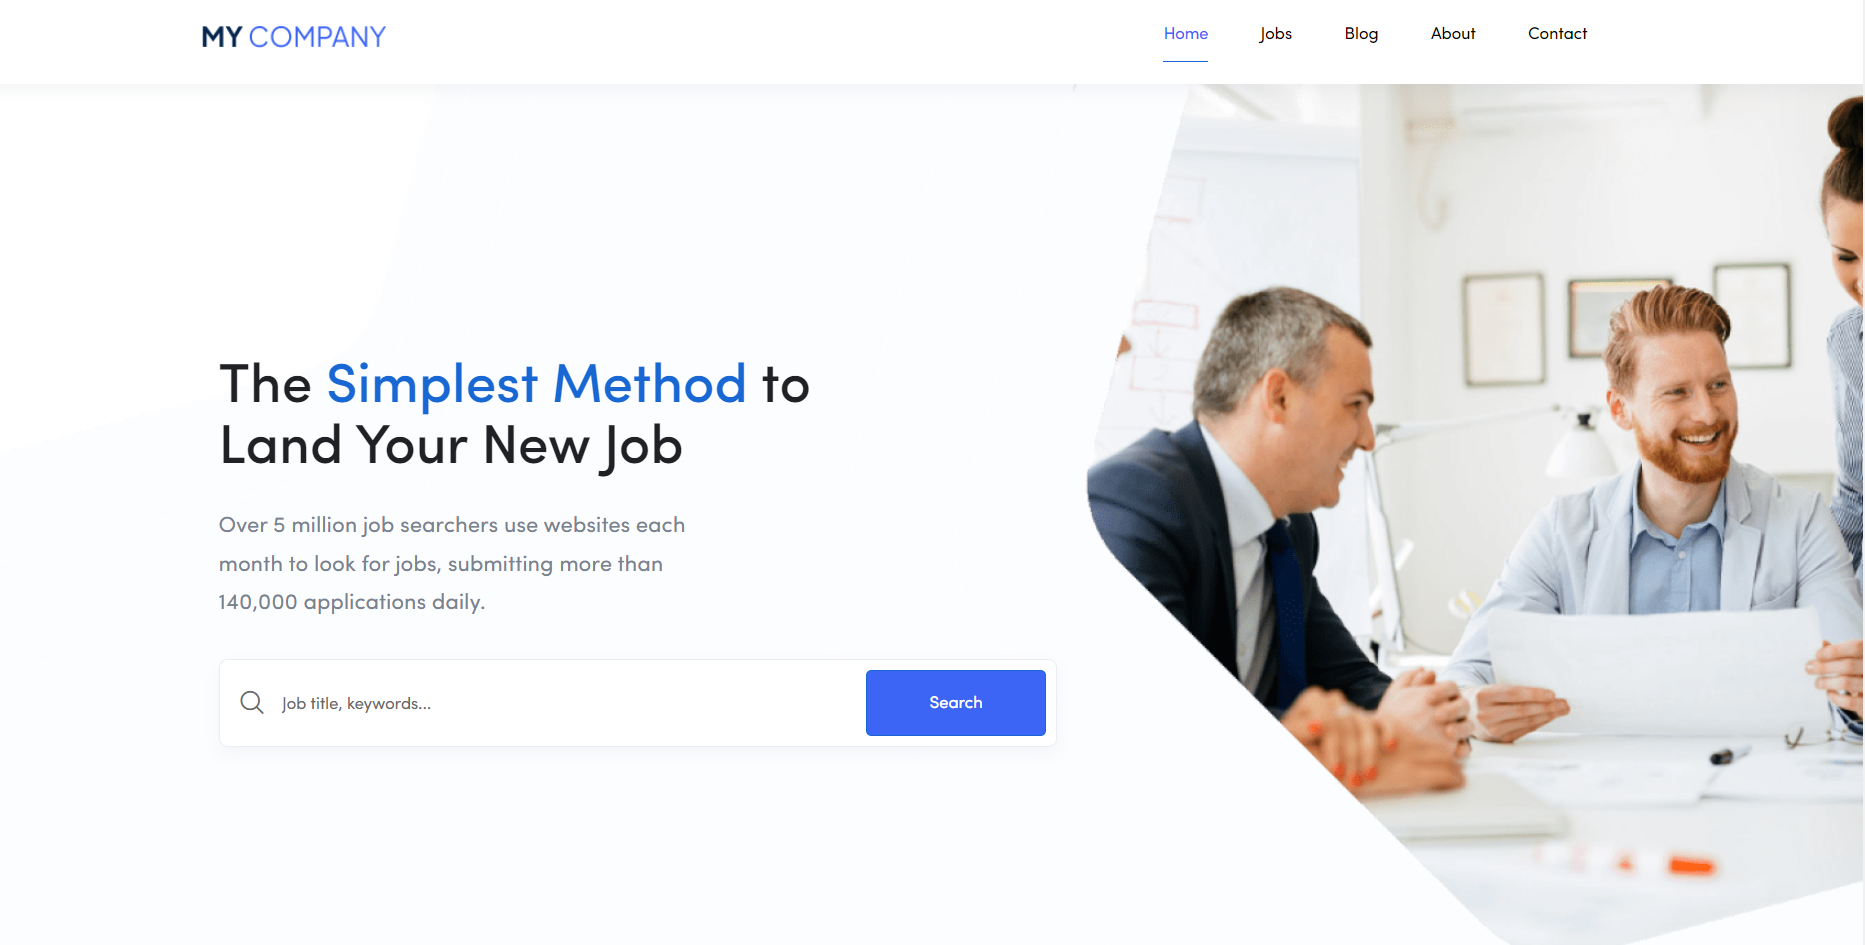 MY COMPANY
Home
Jobs
Blog
About
Contact
The Simplest Method to
Land Your New Job
Over 5 million job searchers use websites each
month to look for jobs, submitting more than
140,000 applications daily.
Job title, keywords...
Search